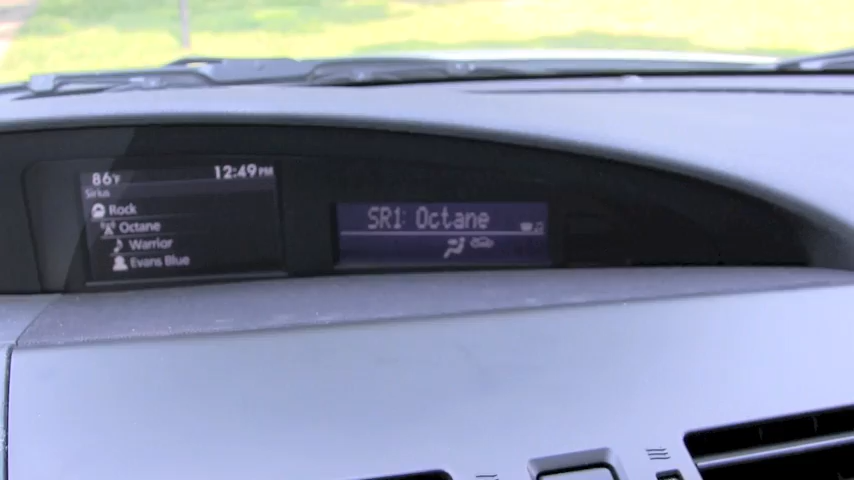 86°F 12:49PM
Sirius
Rock
Octane
Warrior
Evans Blue
SR1: Octane